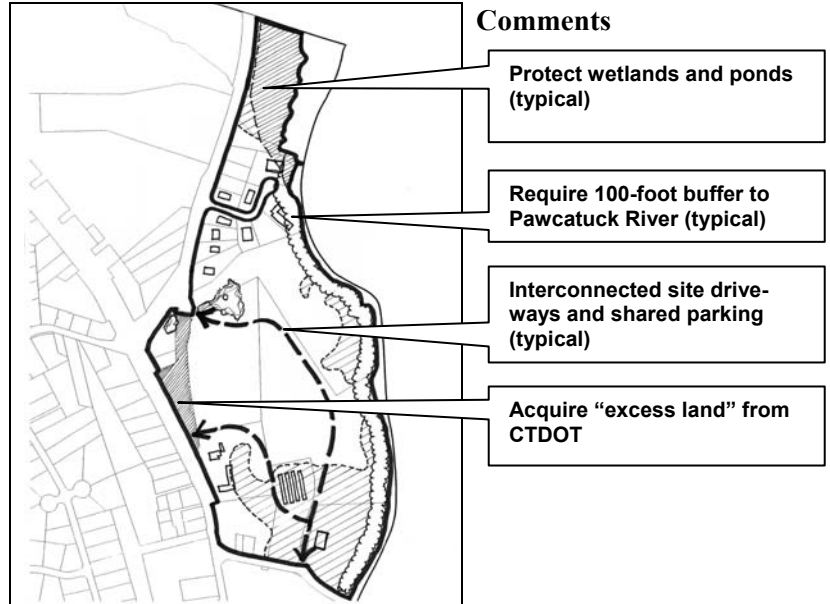 Comments
Protect wetlands and ponds
(typical)
Require 100-foot buffer to
Pawcatuck River (typical)
Interconnected site drive-
ways and shared parking
(typical)
Acquire “excess land” from
CTDOT